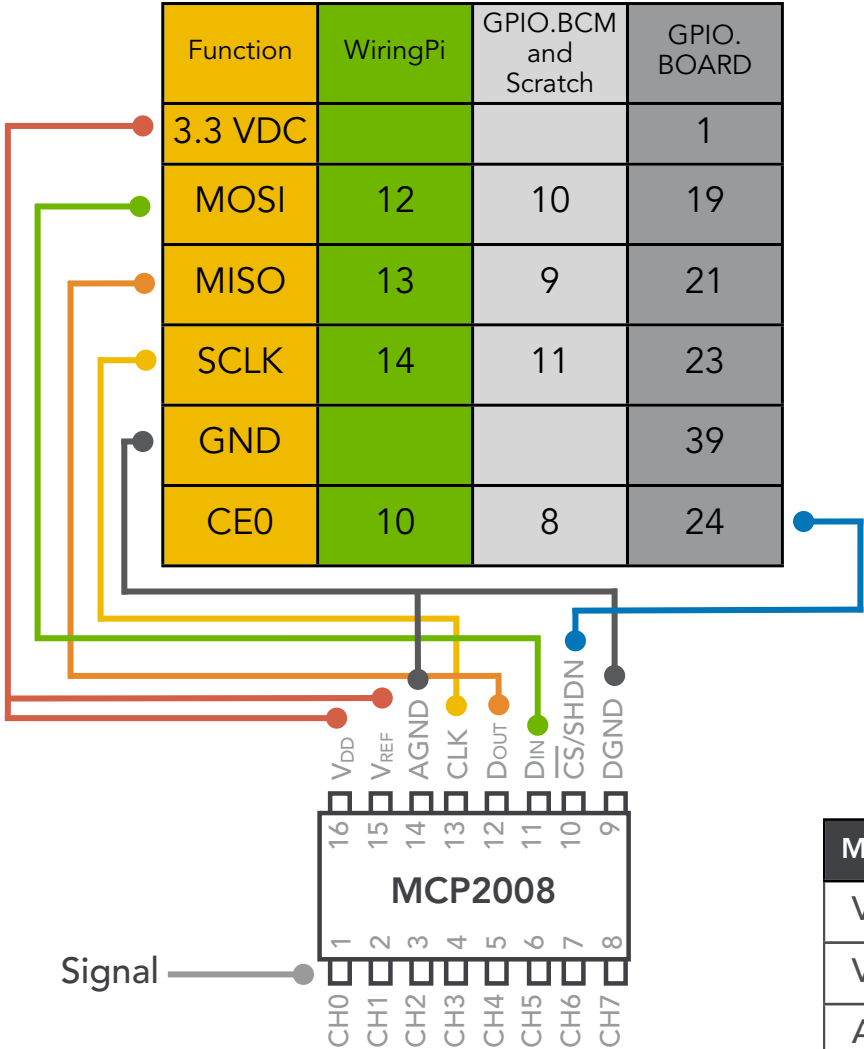 Function WiringPi GPIO.BCM and Scratch GPIO. BOARD
3.3 VDC 1
MOSI 12 10 19
MISO 13 9 21
SCLK 14 11 23
GND 39
CE0 10 8 24
VDD VREF AGND CLK DOUT DIN CS/SHDN DGND
16 15 14 13 12 11 10 9
MCP2008
1 2 3 4 5 6 7 8
Signal
CH0 CH1 CH2 CH3 CH4 CH5 CH6 CH7
M
V
V
A